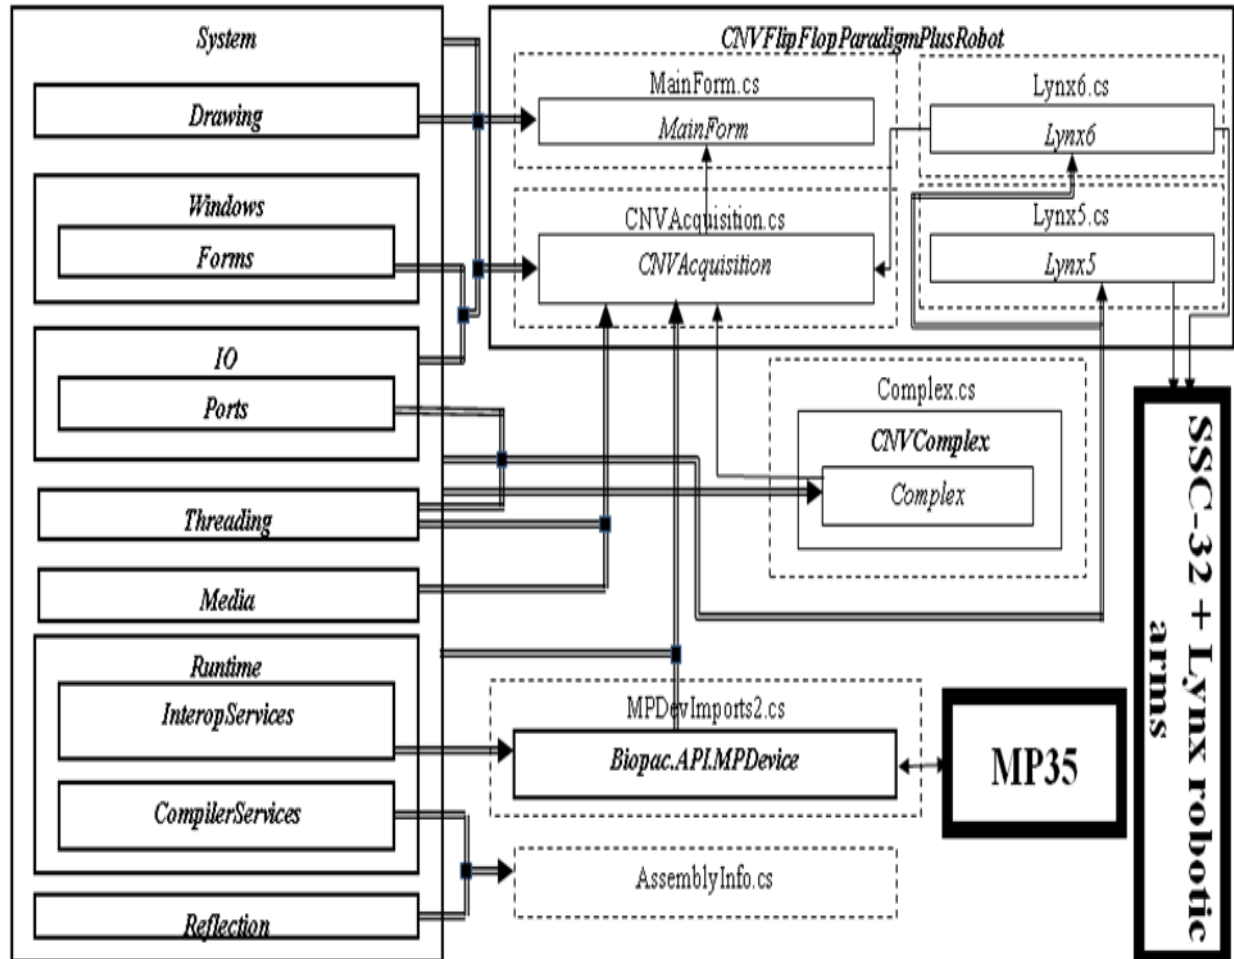 System
Drawing
Windows
Forms
IO
Ports
Threading
Media
Runtime
InteropServices
CompilerServices
Reflection
CNVFlipFlopParadigmPlusRobot
MainForm.cs
MainForm
CNVAcquisition.cs
CNVAcquisition
Lynx6.cs
Lynx6
Lynx5.cs
Lynx5
Complex.cs
CNVComplex
Complex
MPDevImports2.cs
Biopac.API.MPDevice
AssemblyInfo.cs
MP35
SSC-32 + Lynx robotic
arms